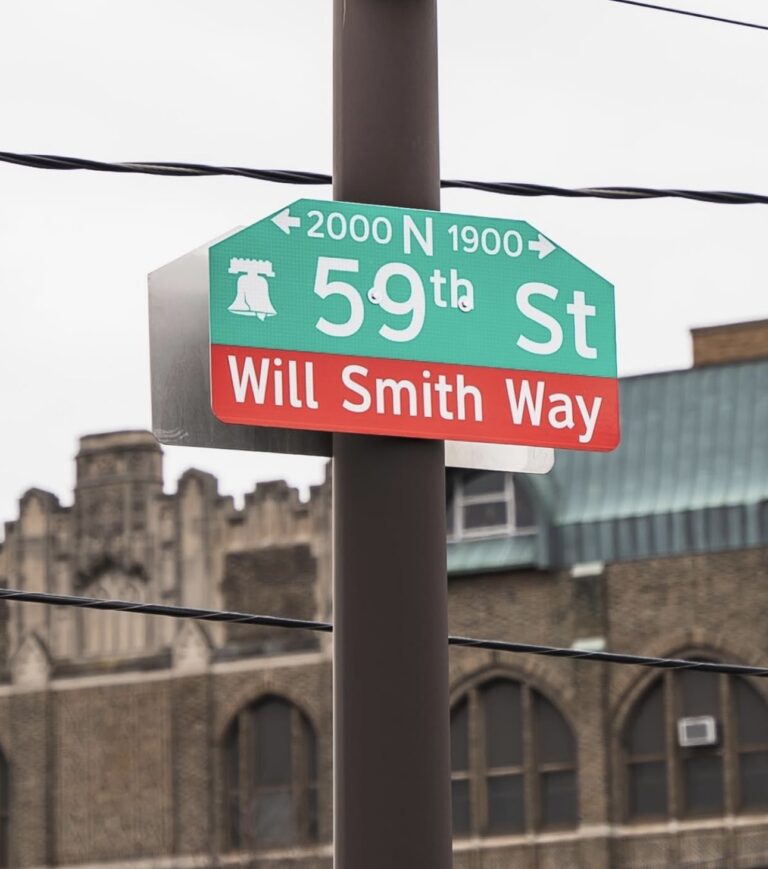 ← 2000 N 1900 →
59th St
Will Smith Way